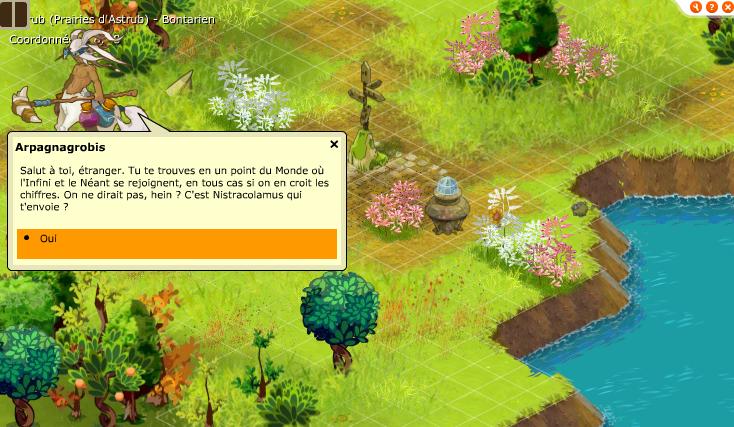 rub (Prairies d'Astrub) - Bontarien
Coordonné
Arpagnagrobis
Salut à toi, étranger. Tu te trouves en un point du Monde où
l'Infini et le Néant se rejoignent, en tous cas si on en croit les
chiffres. On ne dirait pas, hein ? C'est Nistracolamus qui
t'envoie ?
• Oui